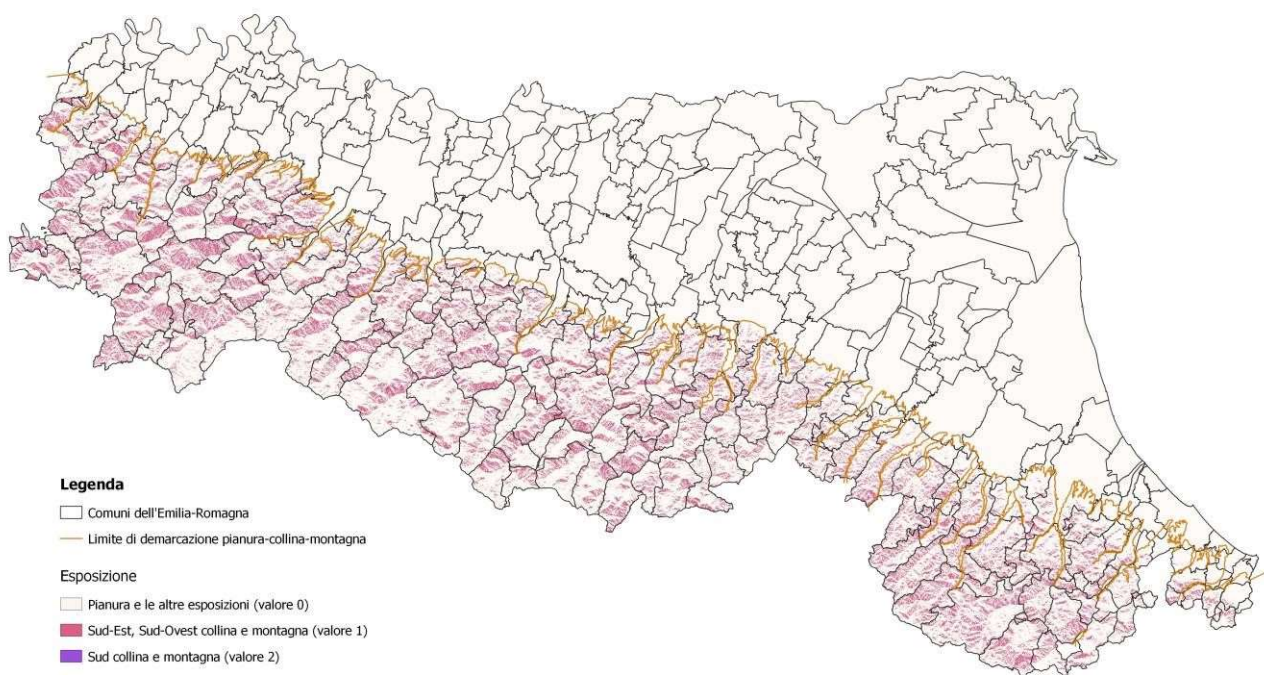 Legenda
Comuni dell'Emilia-Romagna
Limite di demarcazione pianura-collina-montagna
Esposizione
Pianura e le altre esposizioni (valore 0)
Sud-Est, Sud-Ovest collina e montagna (valore 1)
Sud collina e montagna (valore 2)